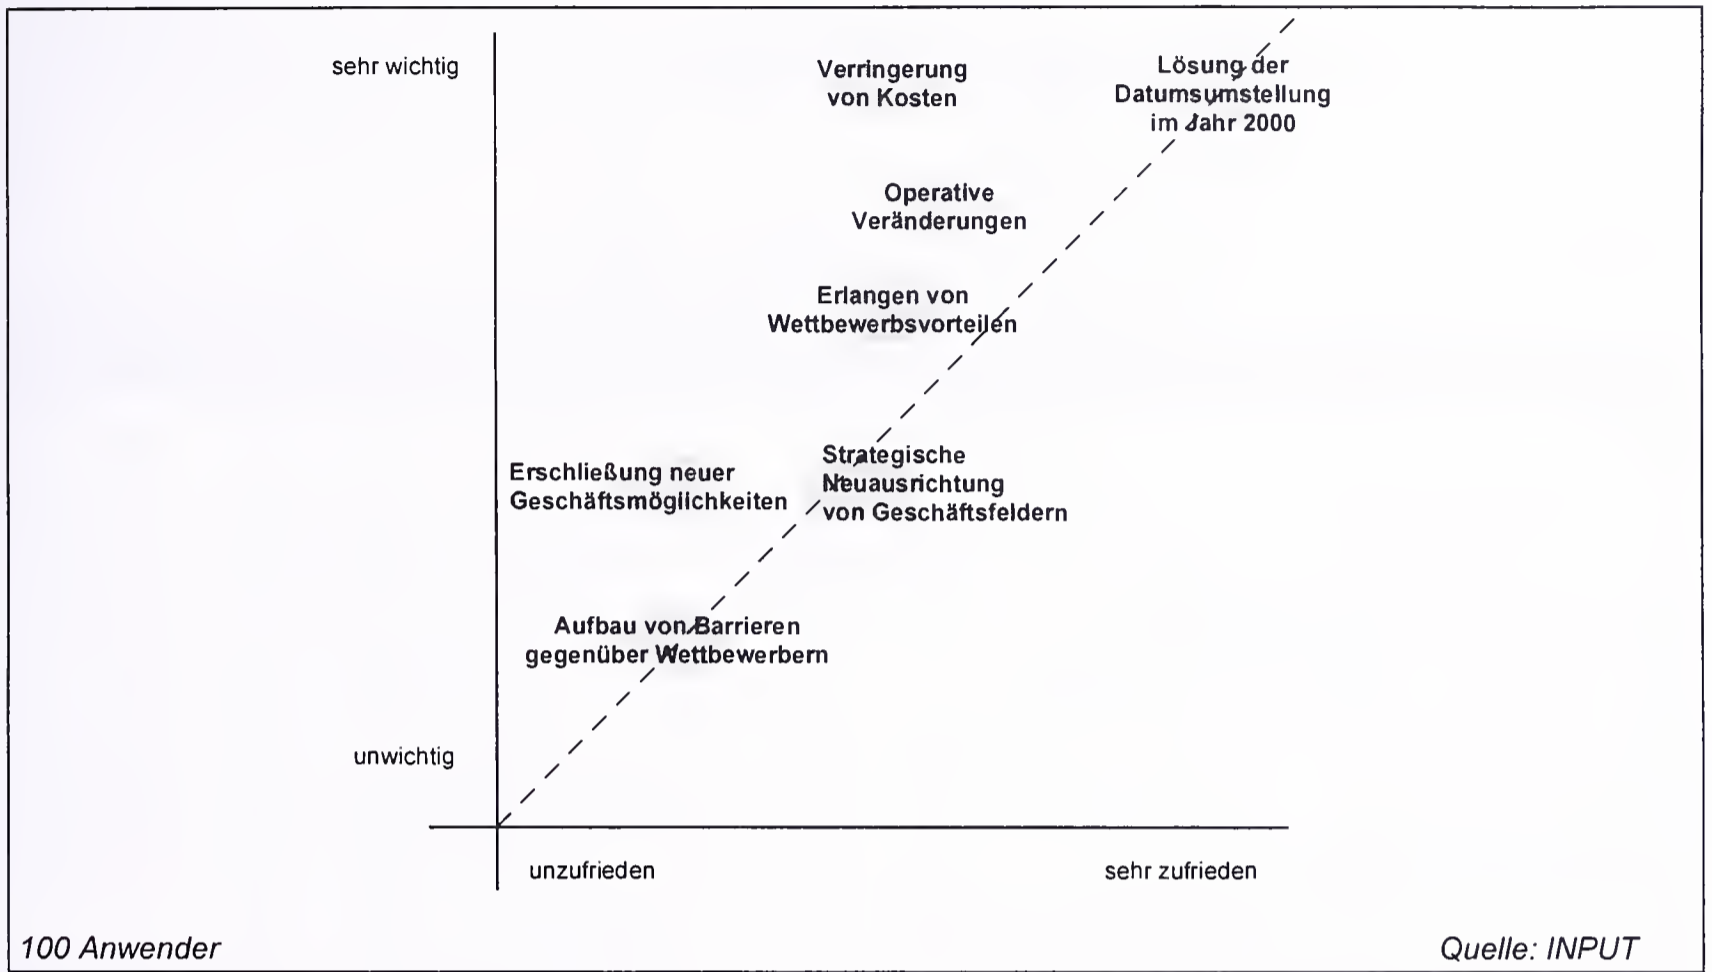 sehr wichtig
Verringerung
von Kosten
Lösung der
Datumsumstellung
im Jahr 2000
Operative
Veränderungen
Erlangen von
Wettbewerbsvorteilen
Erschließung neuer
Geschäftsmöglichkeiten
Strategische
Neuausrichtung
von Geschäftsfeldern
Aufbau von Barrieren
gegenüber Wettbewerbern
unwichtig
unzufrieden
sehr zufrieden
100 Anwender
Quelle: INPUT